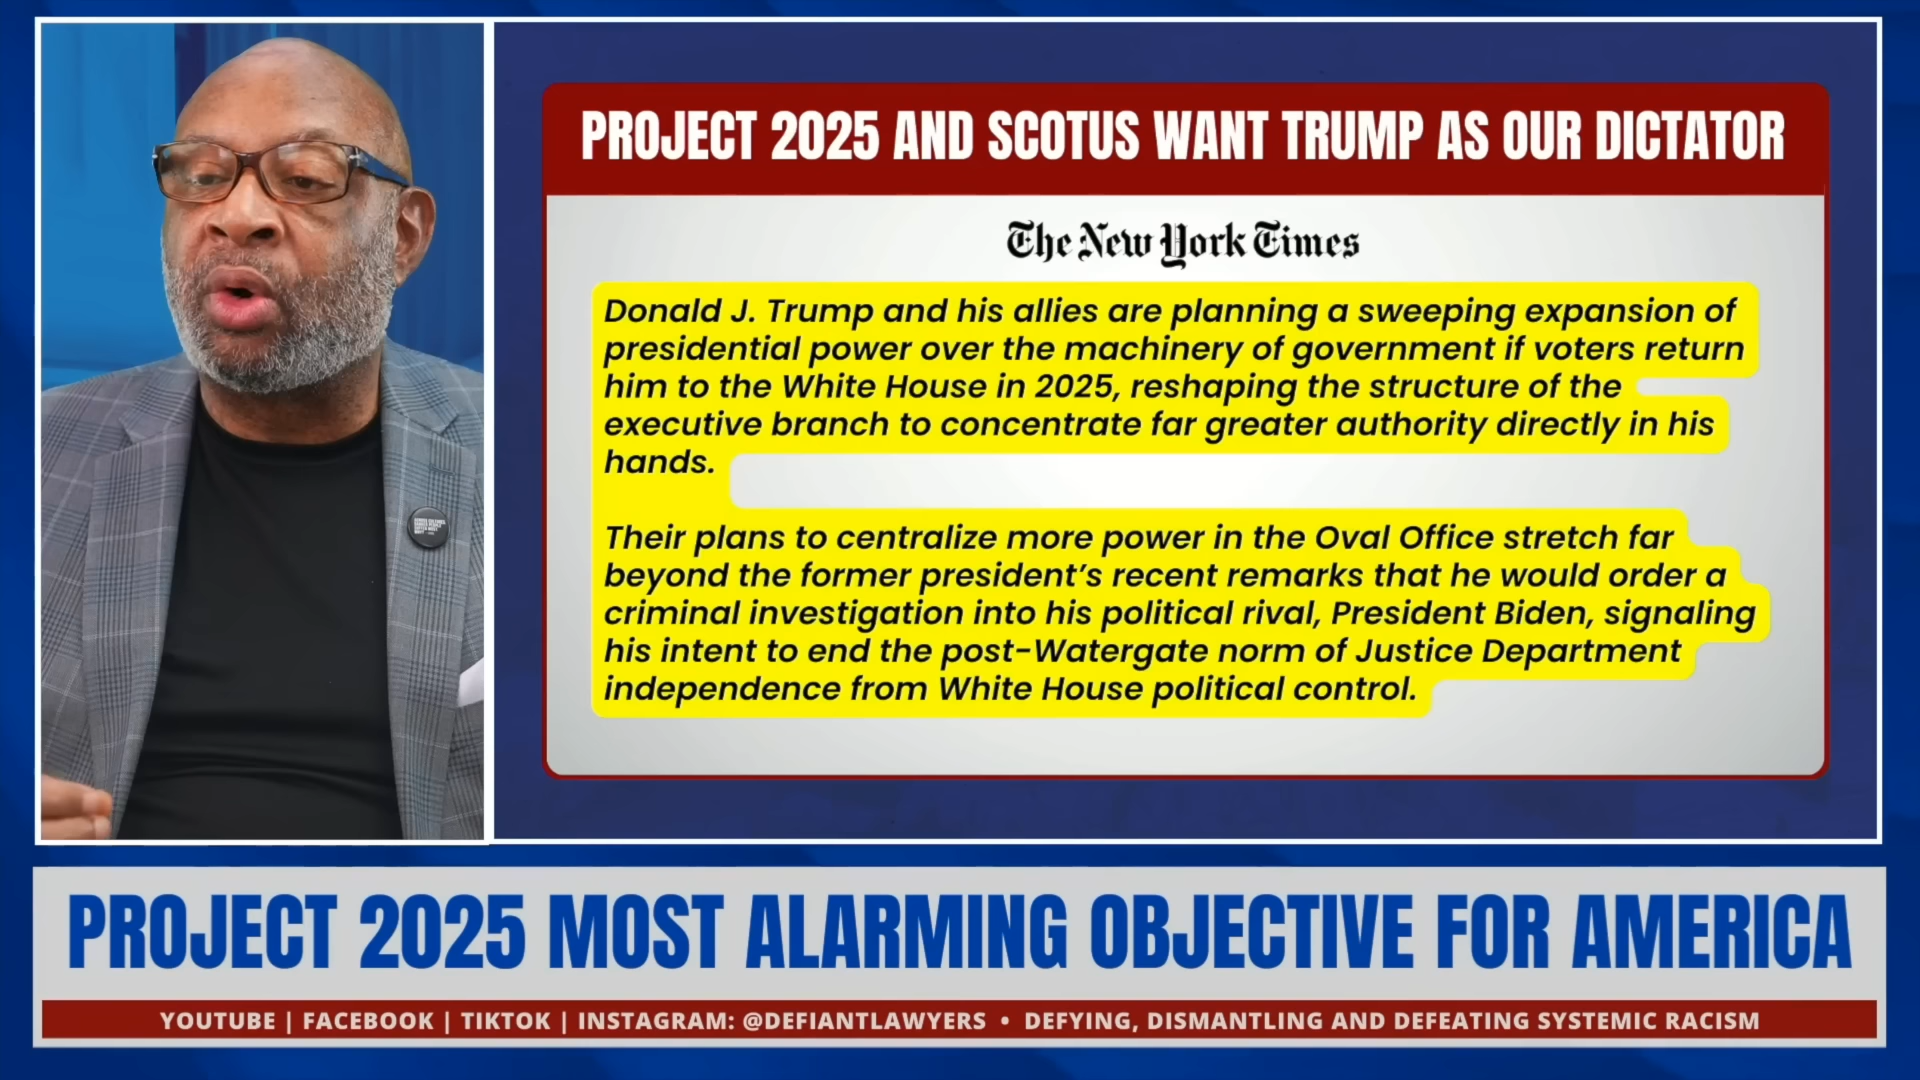 PROJECT 2025 AND SCOTUS WANT TRUMP AS OUR DICTATOR
The New York Times
Donald J. Trump and his allies are planning a sweeping expansion of
presidential power over the machinery of government if voters return
him to the White House in 2025, reshaping the structure of the
executive branch to concentrate far greater authority directly in his
hands.
Their plans to centralize more power in the Oval Office stretch far
beyond the former president's recent remarks that he would order a
criminal investigation into his political rival, President Biden, signaling
his intent to end the post-Watergate norm of Justice Department
independence from White House political control.
PROJECT 2025 MOST ALARMING OBJECTIVE FOR AMERICA
YOUTUBE | FACEBOOK | TIKTOK | INSTAGRAM: @DEFIANTLAWYERS • DEFYING, DISMANTLING AND DEFEATING SYSTEMIC RACISM